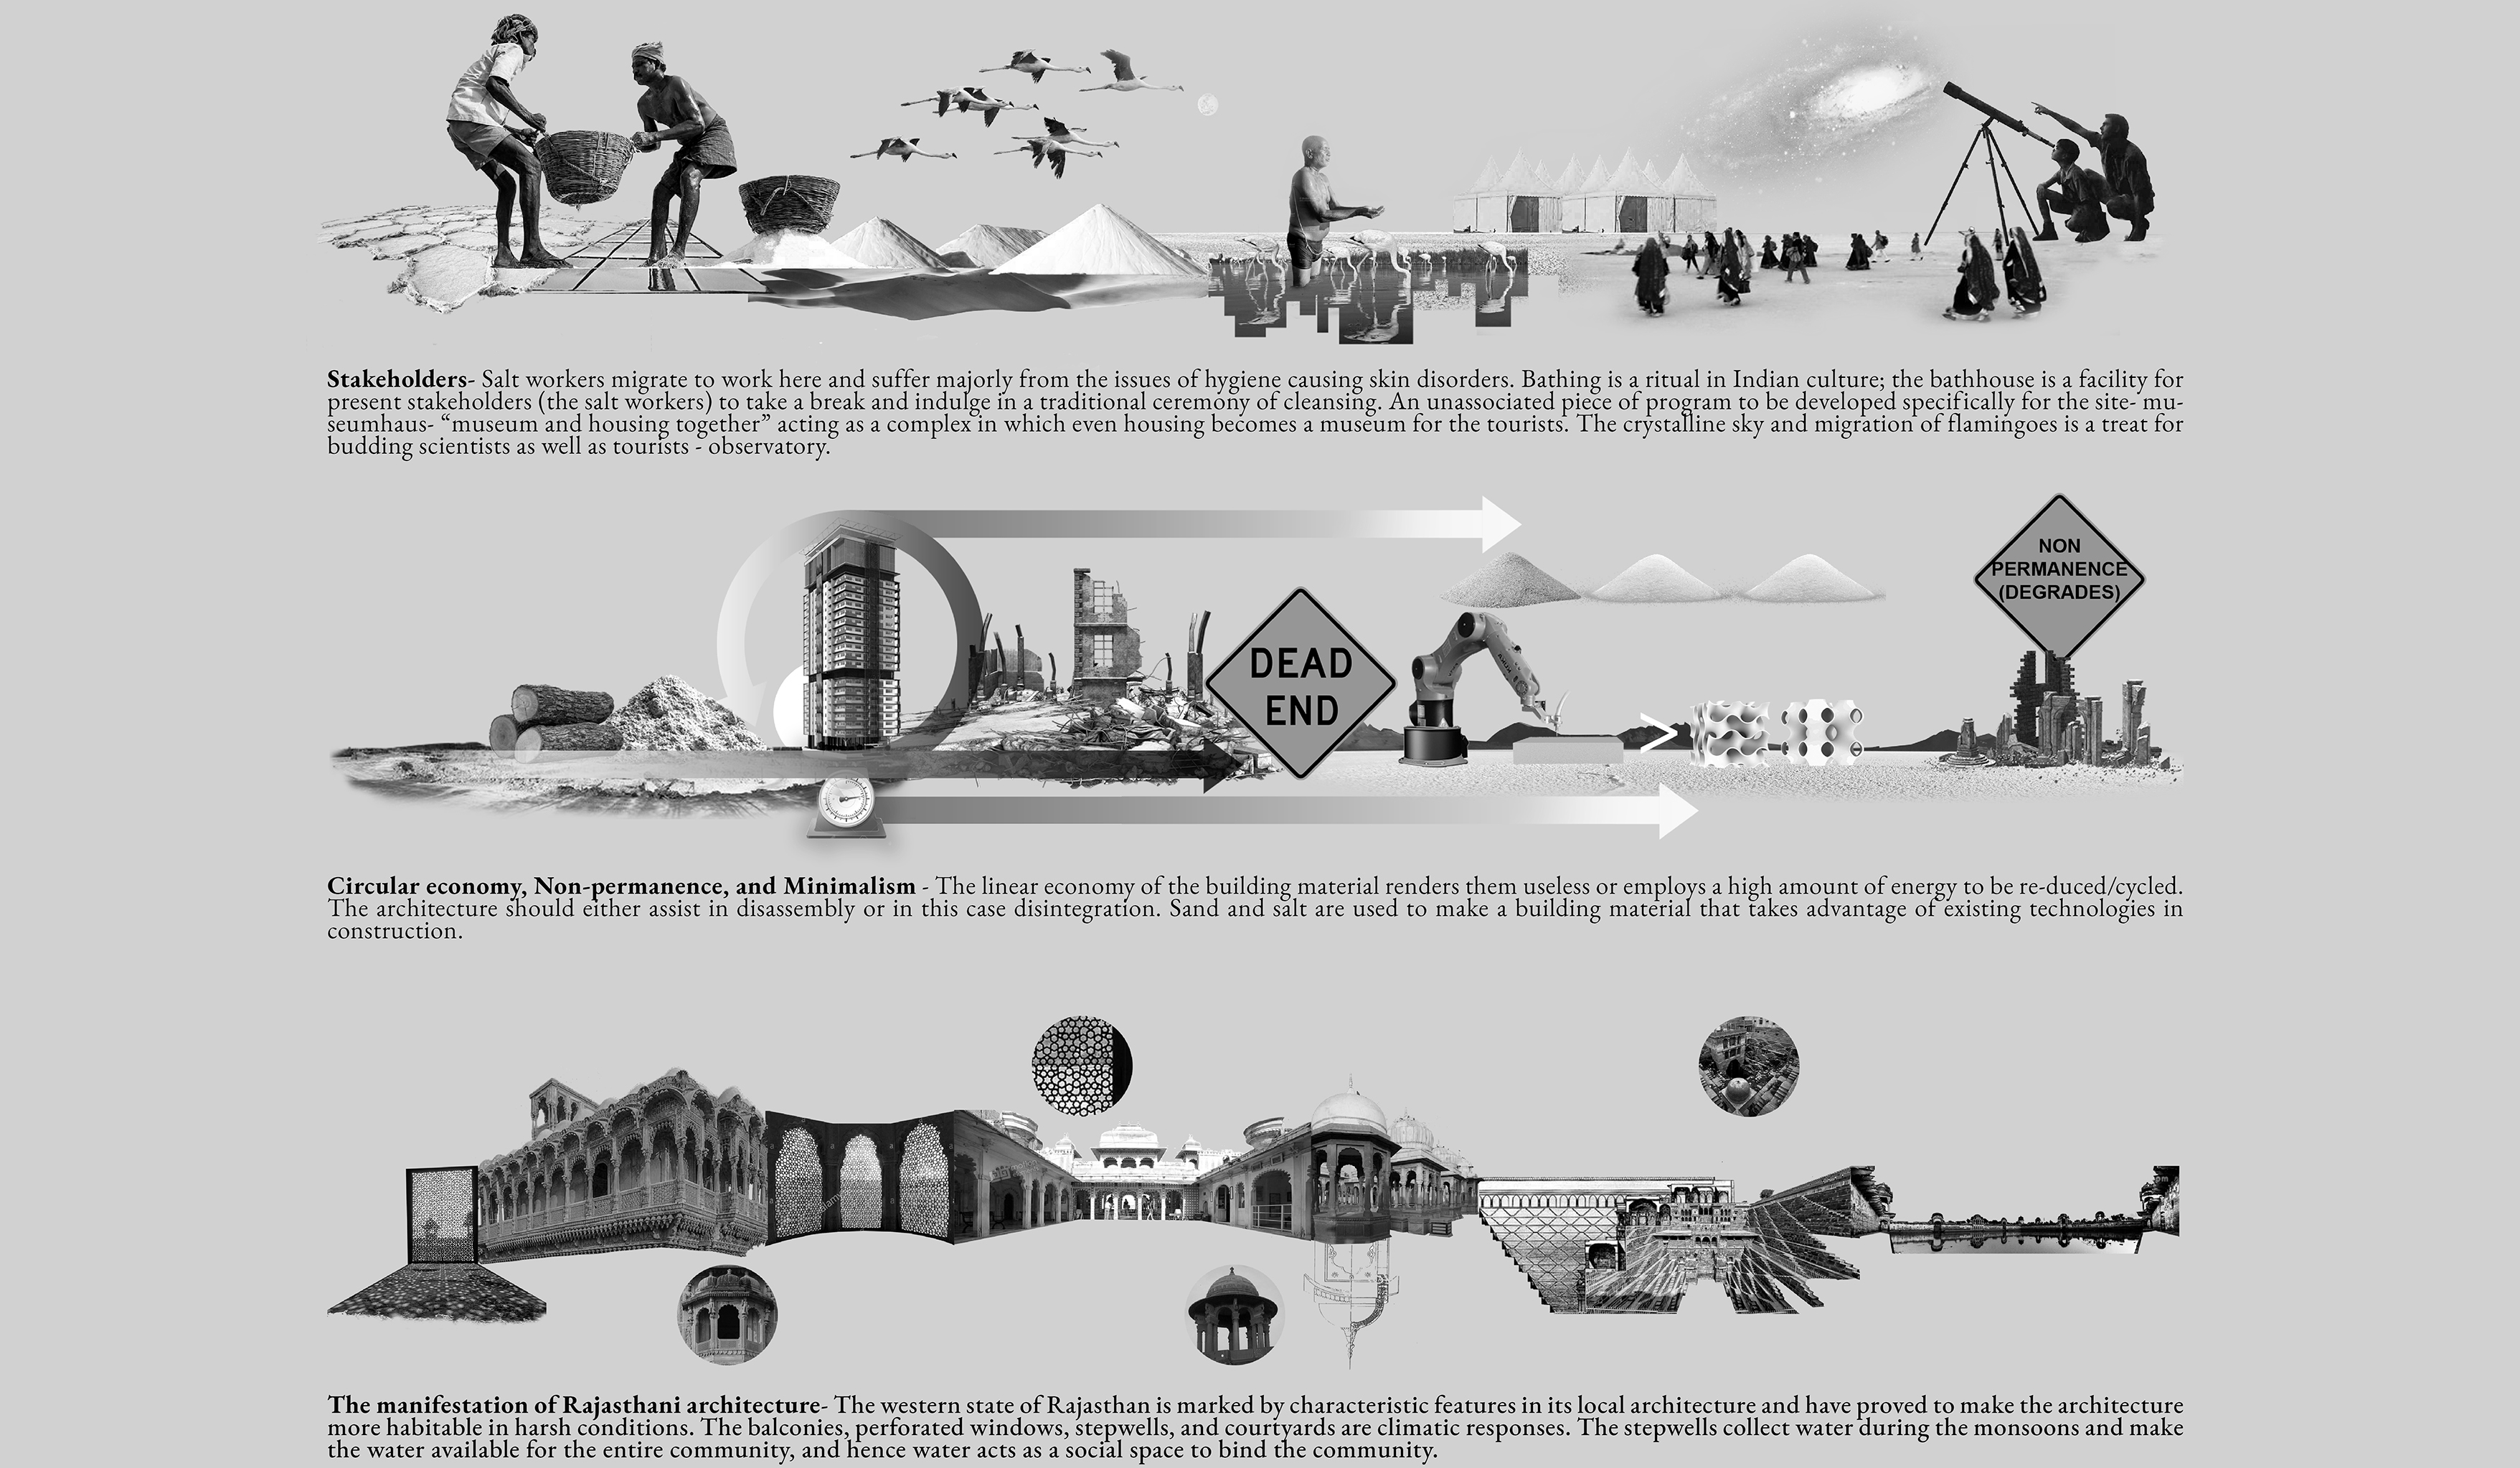 Stakeholders- Salt workers migrate to work here and suffer majorly from the issues of hygiene causing skin disorders. Bathing is a ritual in Indian culture; the bathhouse is a facility for
present stakeholders (the salt workers) to take a break and indulge in a traditional ceremony of cleansing. An unassociated piece of program to be developed specifically for the site- mu-
seumhaus- “museum and housing together” acting as a complex in which even housing becomes a museum for the tourists. The crystalline sky and migration of flamingoes is a treat for
budding scientists as well as tourists - observatory.
NON
PERMANENCE
(DEGRADES)
DEAD
END
>
Circular economy, Non-permanence, and Minimalism - The linear economy of the building material renders them useless or employs a high amount of energy to be re-duced/cycled.
The architecture should either assist in disassembly or in this case disintegration. Sand and salt are used to make a building material that takes advantage of existing technologies in
construction.
The manifestation of Rajasthani architecture- The western state of Rajasthan is marked by characteristic features in its local architecture and have proved to make the architecture
more habitable in harsh conditions. The balconies, perforated windows, stepwells, and courtyards are climatic responses. The stepwells collect water during the monsoons and make
the water available for the entire community, and hence water acts as a social space to bind the community.